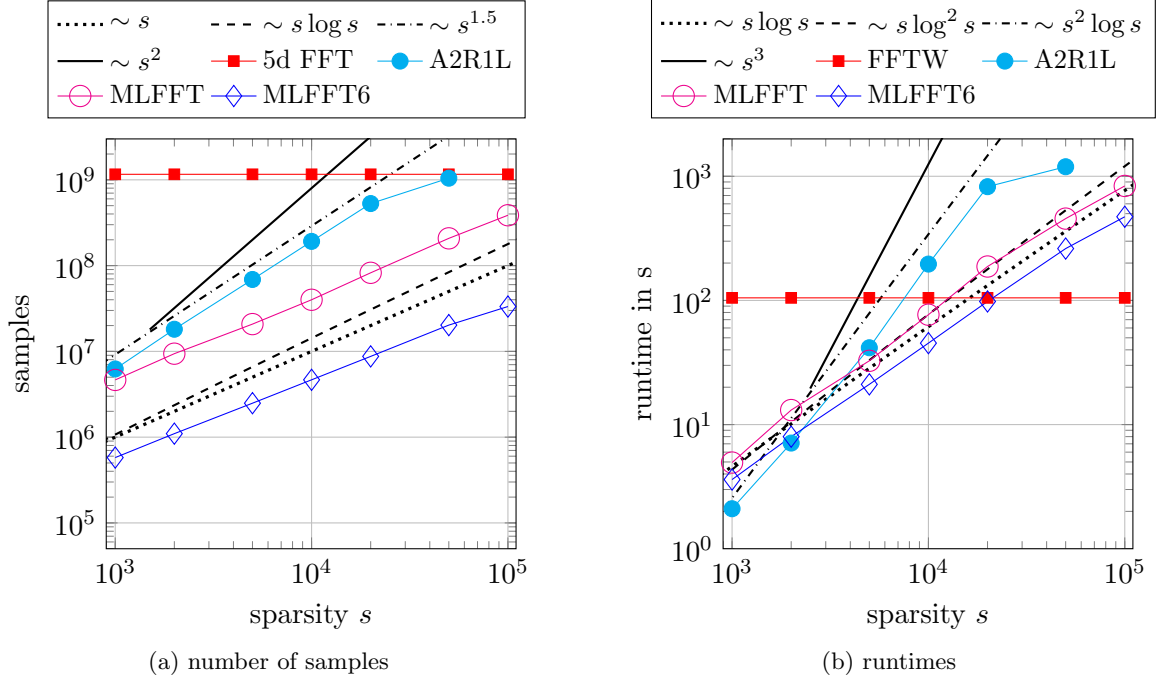 ∼ s ∼ s log s ∼ s^1.5
∼ s^2 5d FFT A2R1L
MLFFT MLFFT6
10^9
10^8
10^7
10^6
10^5
samples
10^3 10^4 10^5
sparsity s
(a) number of samples
∼ s log s ∼ s log^2 s ∼ s^2 log s
∼ s^3 FFTW A2R1L
MLFFT MLFFT6
10^3
10^2
10^1
10^0
runtime in s
10^3 10^4 10^5
sparsity s
(b) runtimes